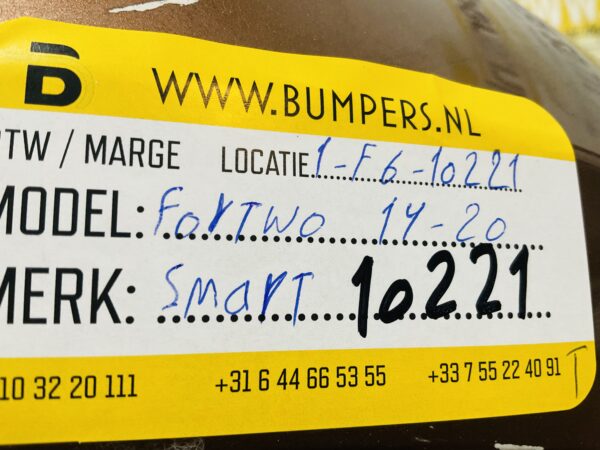 B WWW.BUMPERS.NL
BTW / MARGE LOCATIE 1-F6-10221
MODEL: ForTwo 14-20
MERK: Smart 10221
10 32 20 111 +31 6 44 66 53 55 +33 7 55 22 40 91 T